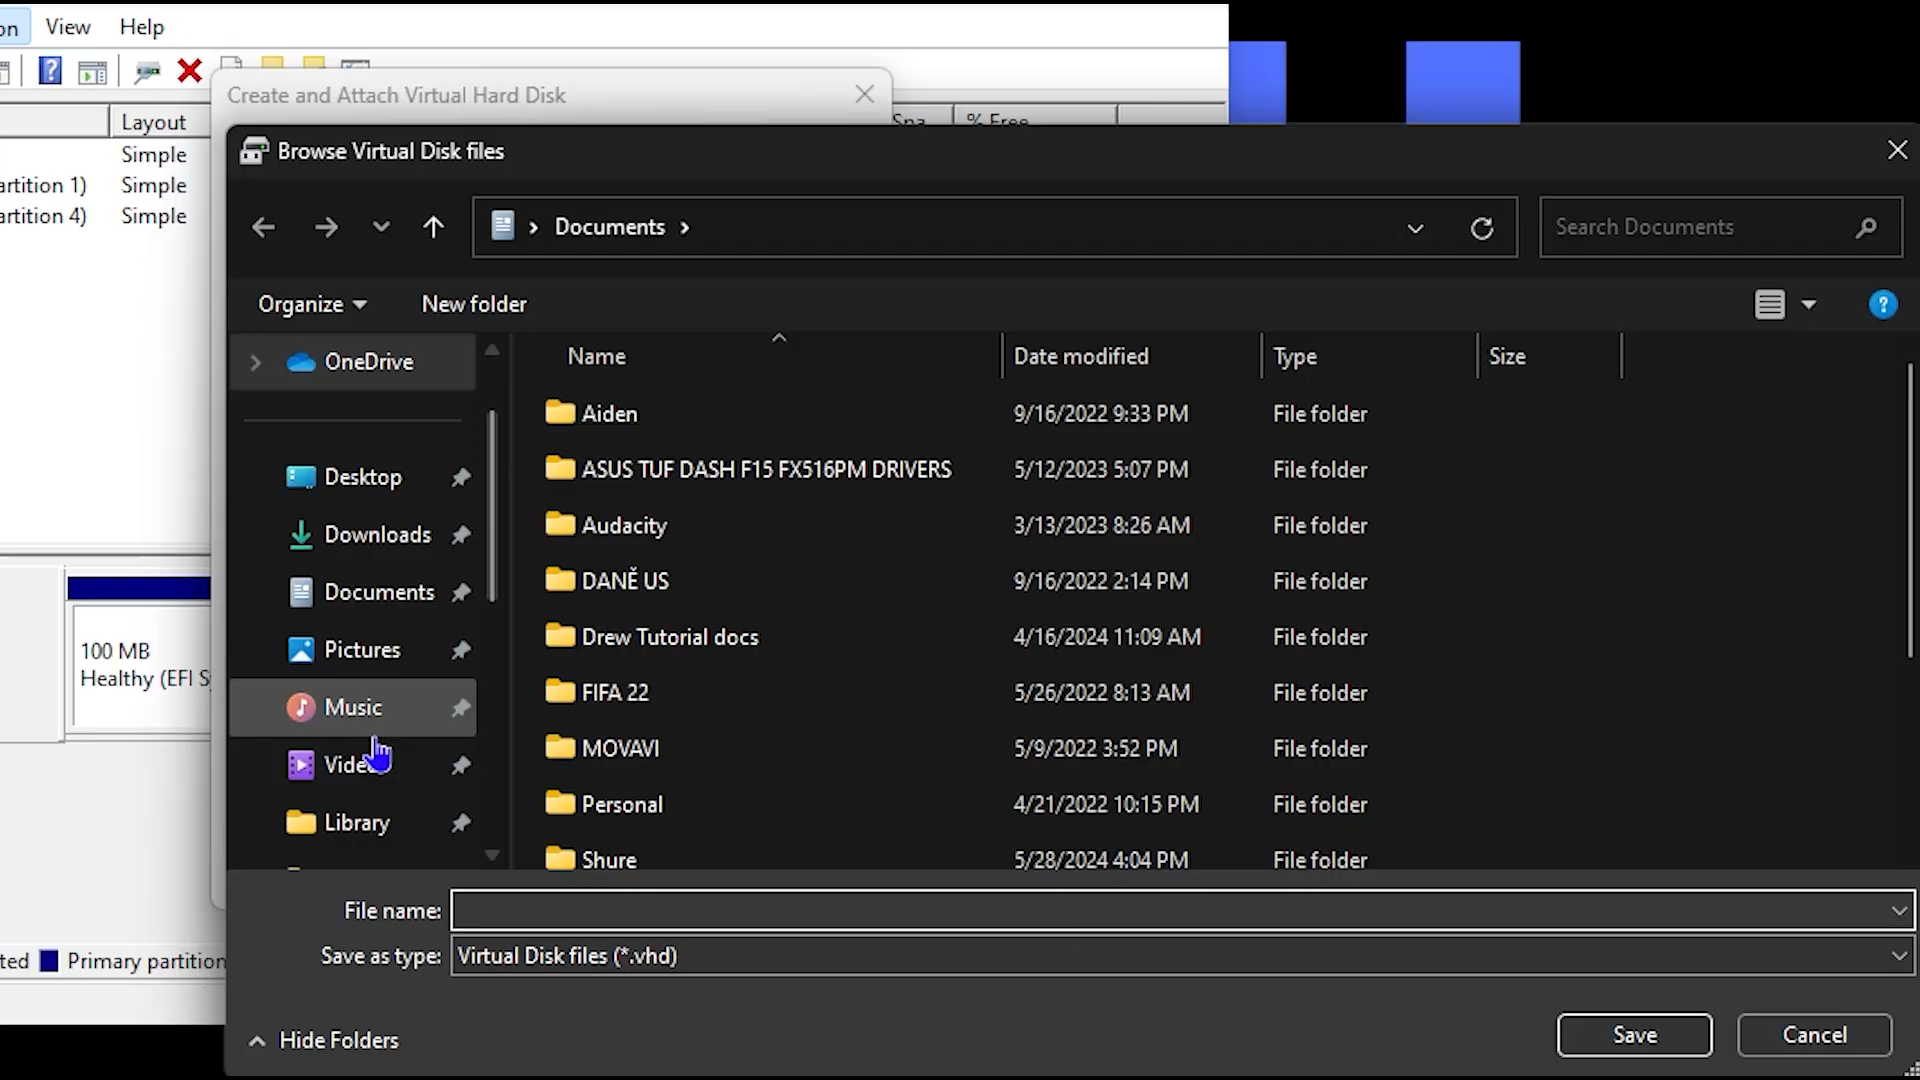 on View Help
Create and Attach Virtual Hard Disk
Layout Spa % Free
Simple
artition 1) Simple
artition 4) Simple
Browse Virtual Disk files
Documents
Search Documents
Organize New folder
OneDrive
Desktop
Downloads
Documents
Pictures
Music
Library
Name Date modified Type Size
Aiden 9/16/2022 9:33 PM File folder
ASUS TUF DASH F15 FX516PM DRIVERS 5/12/2023 5:07 PM File folder
Audacity 3/13/2023 8:26 AM File folder
DANĚ US 9/16/2022 2:14 PM File folder
Drew Tutorial docs 4/16/2024 11:09 AM File folder
FIFA 22 5/26/2022 8:13 AM File folder
MOVAVI 5/9/2022 3:52 PM File folder
Personal 4/21/2022 10:15 PM File folder
Shure 5/28/2024 4:04 PM File folder
100 MB
Healthy (EFI S
ted Primary partition
File name:
Save as type: Virtual Disk files (*.vhd)
Hide Folders
Save Cancel